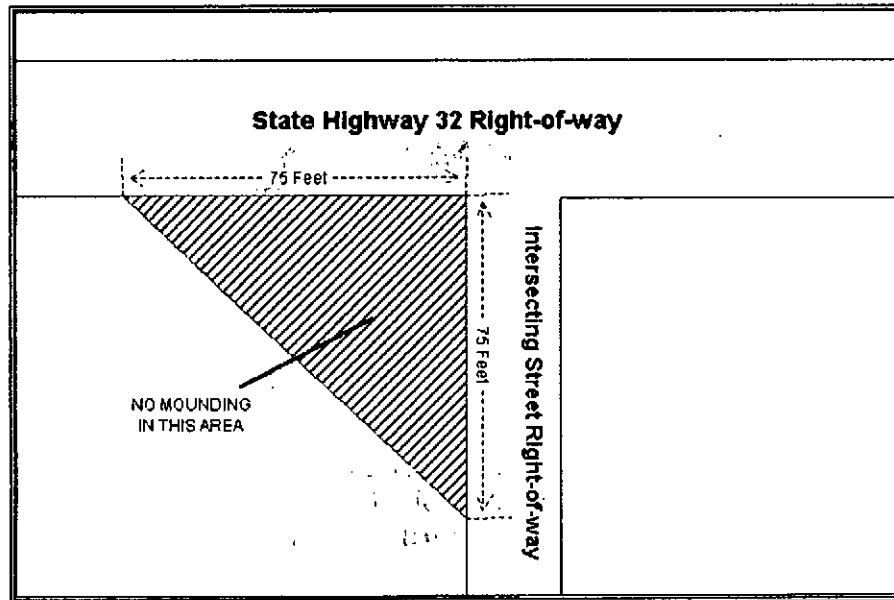 State Highway 32 Right-of-way
75 Feet
75 Feet
Intersecting Street Right-of-way
NO MOUNDING
IN THIS AREA